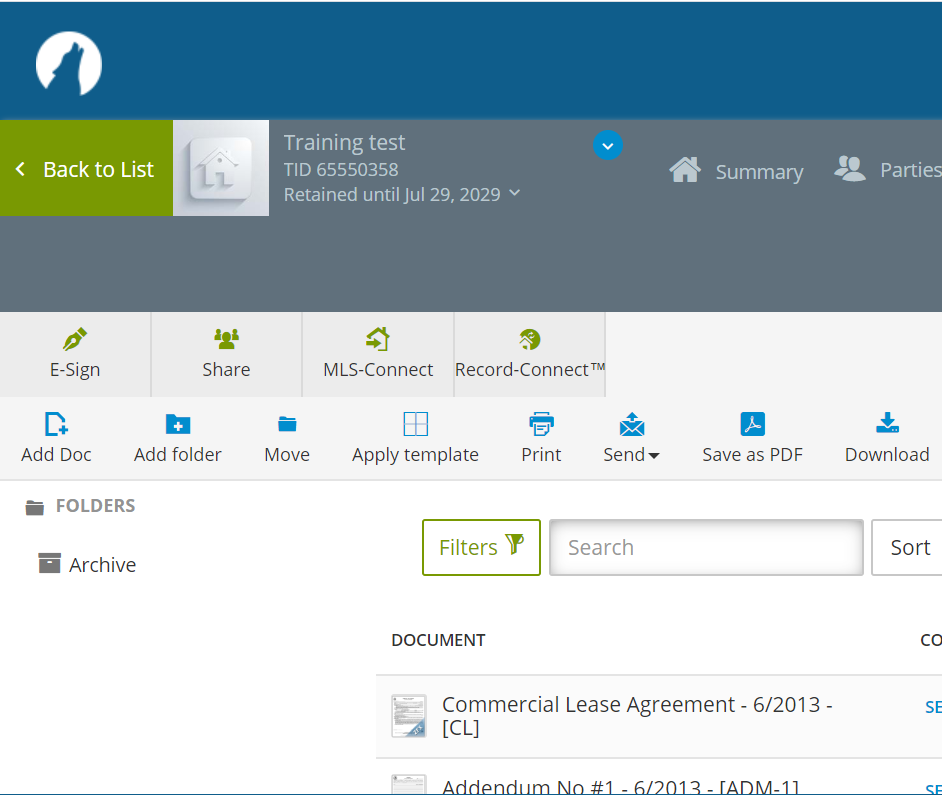 Back to List
Training test
TID 65550358
Retained until Jul 29, 2029
Summary
Parties
E-Sign
Share
MLS-Connect
Record-Connect™
Add Doc
Add folder
Move
Apply template
Print
Send
Save as PDF
Download
FOLDERS
Archive
Filters
Search
Sort
DOCUMENT
CO
Commercial Lease Agreement - 6/2013 -
[CL]
SE
Addendum No #1 - 6/2013 - [ADM-1]
SE